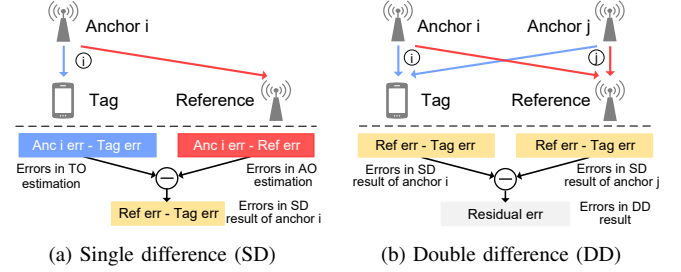 Anchor i
i
Tag
Reference
Anc i err - Tag err
Anc i err - Ref err
Errors in TO
estimation
Errors in AO
estimation
Ref err - Tag err
Errors in SD
result of anchor i
(a) Single difference (SD)
Anchor i
Anchor j
i
j
Tag
Reference
Ref err - Tag err
Ref err - Tag err
Errors in SD
result of anchor i
Errors in SD
result of anchor j
Residual err
Errors in DD
result
(b) Double difference (DD)